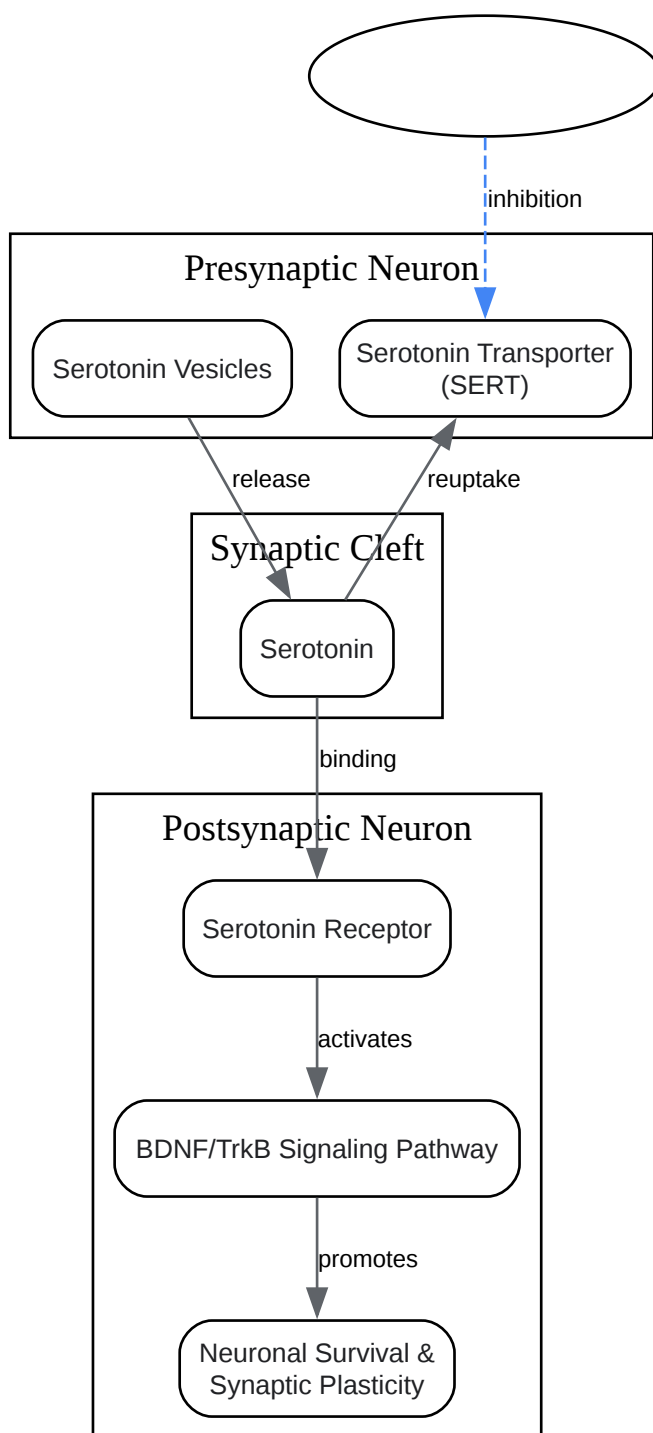 inhibition
Presynaptic Neuron
Serotonin Vesicles
Serotonin Transporter
(SERT)
release
reuptake
Synaptic Cleft
Serotonin
binding
Postsynaptic Neuron
Serotonin Receptor
activates
BDNF/TrkB Signaling Pathway
promotes
Neuronal Survival &
Synaptic Plasticity